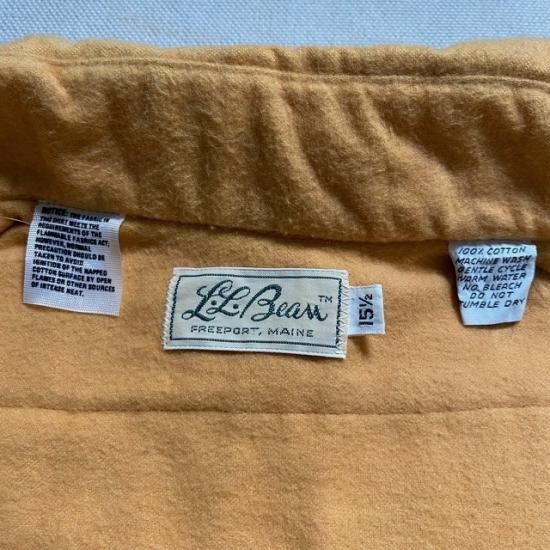 NOTICE: THE FABRIC IN
THE SHIRT MEETS THE
REQUIREMENTS OF THE
FLAMMABLE FABRICS ACT;
HOWEVER, NORMAL
PRECAUTION SHOULD BE
TAKEN TO AVOID
IGNITION OF THE NAPPED
COTTON SURFACE BY OPEN
FLAMES OR OTHER SOURCES
OF INTENSE HEAT.
L.L.Bean™
FREEPORT, MAINE
15½
100% COTTON
MACHINE WASH
GENTLE CYCLE
WARM WATER
NO BLEACH
DO NOT
TUMBLE DRY